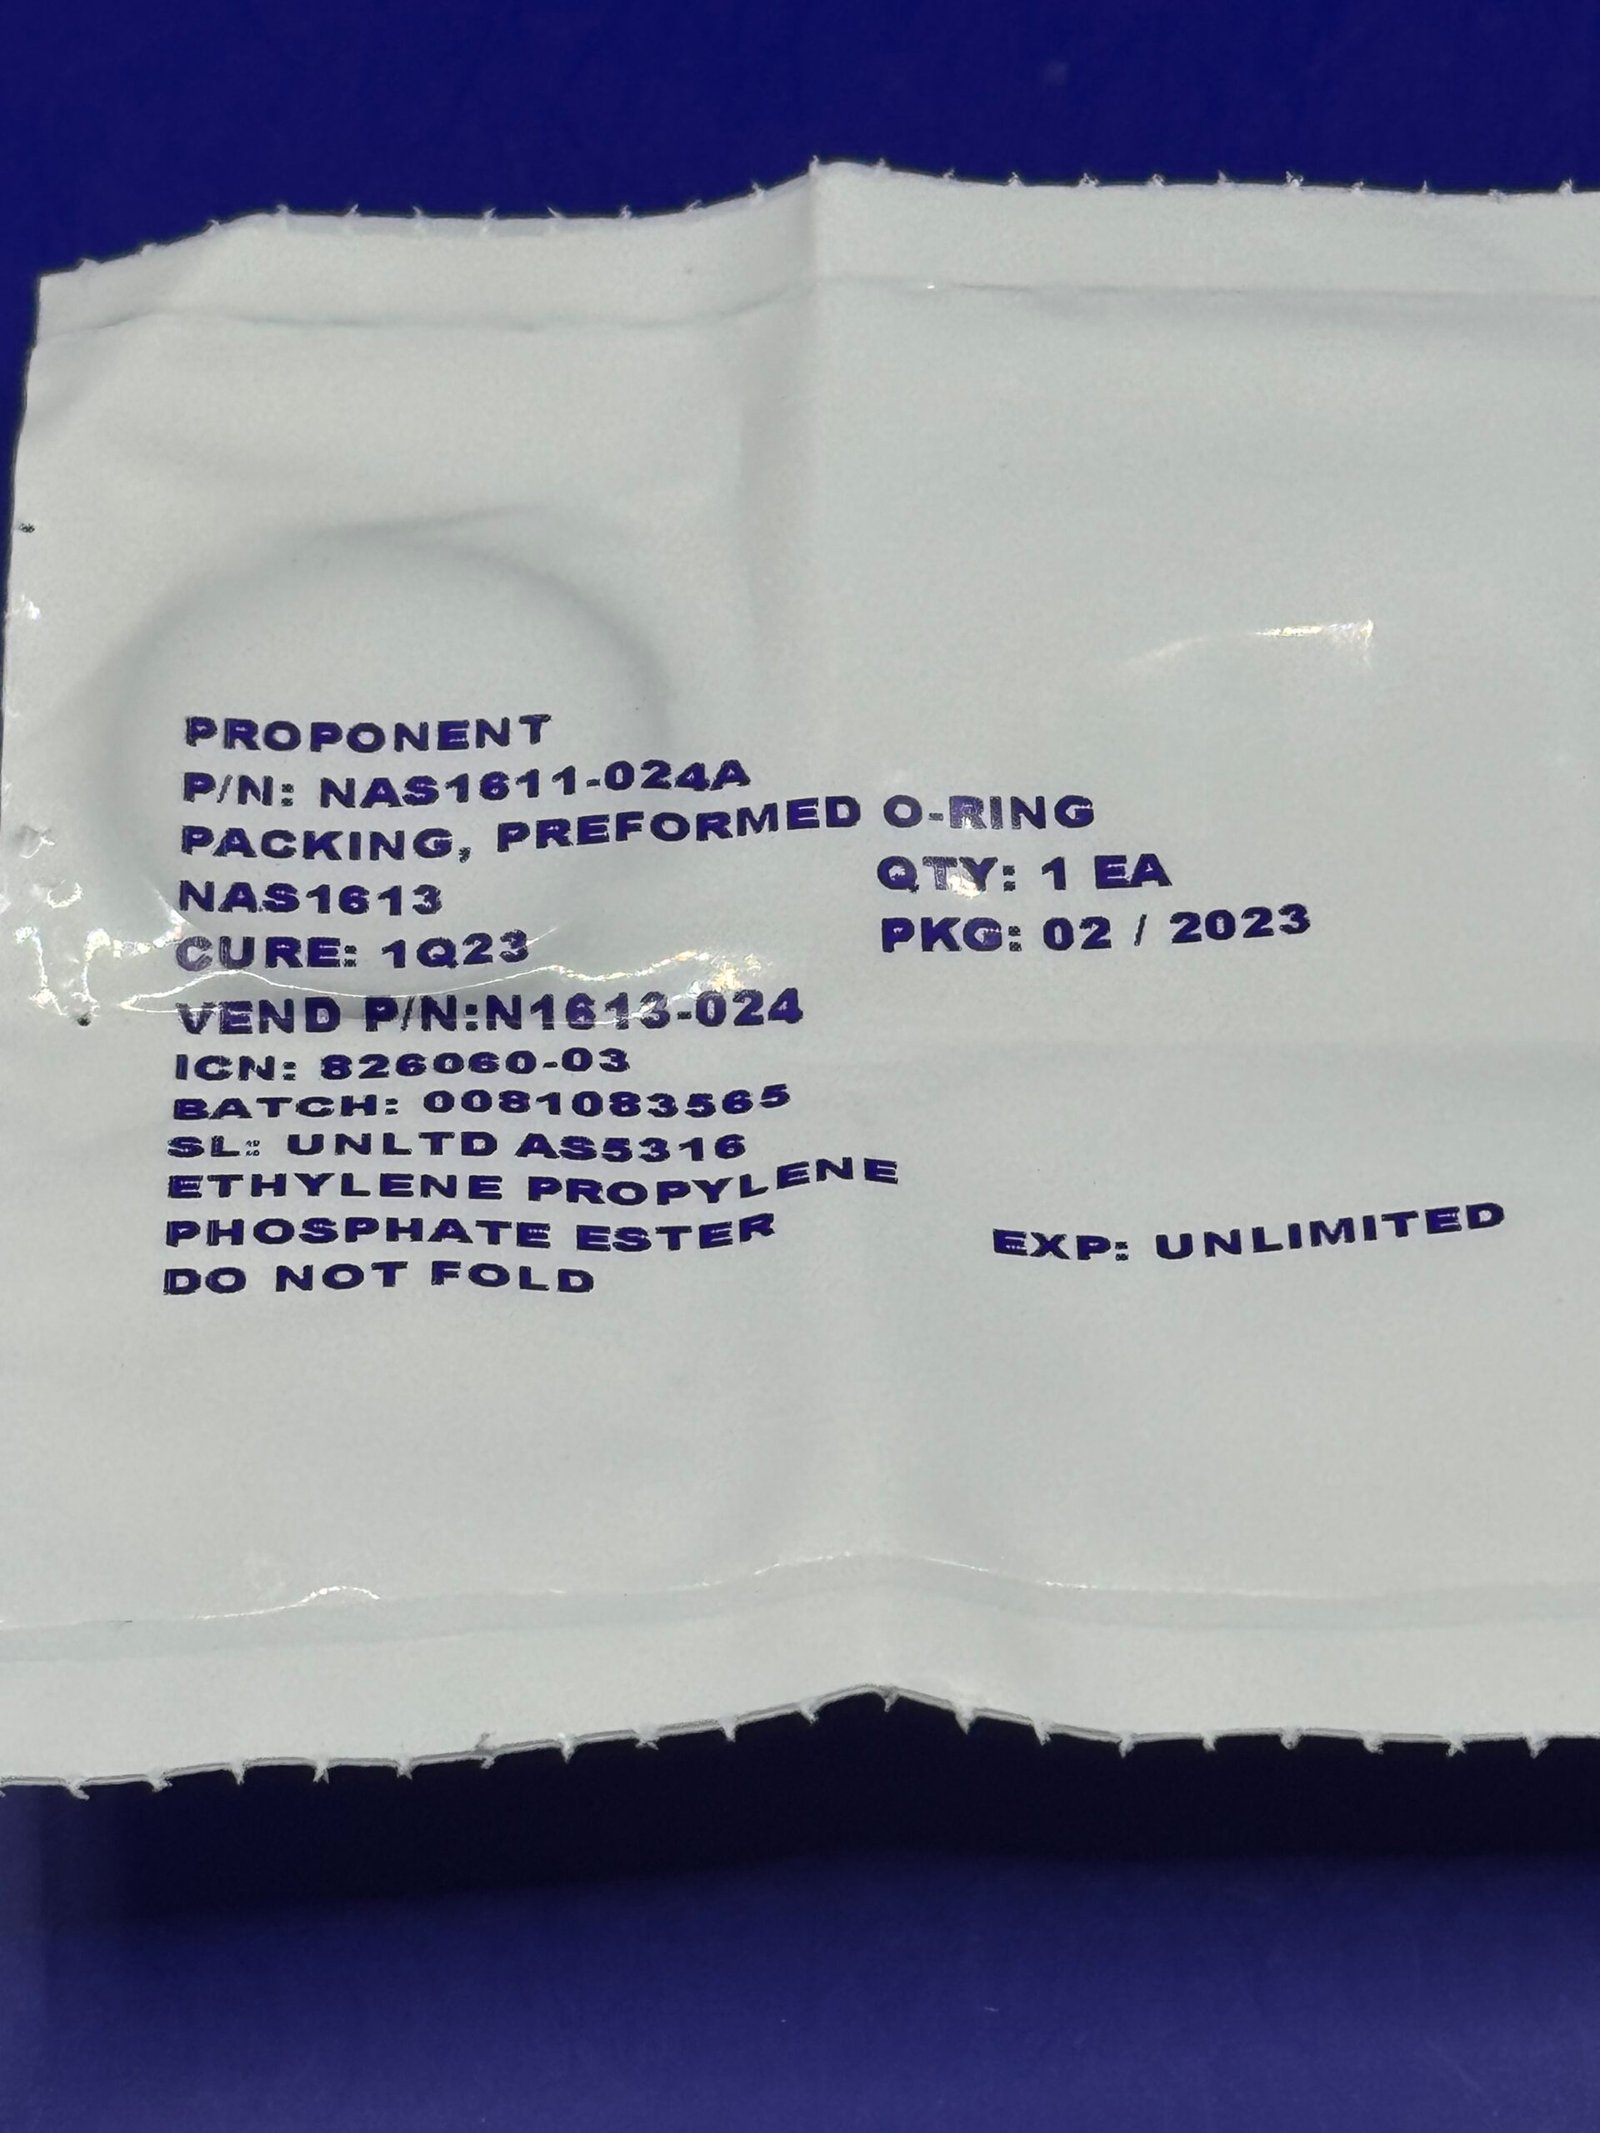 PROPONENT
P/N: NAS1611-024A
PACKING, PREFORMED O-RING
NAS1613
QTY: 1 EA
CURE: 1Q23
PKG: 02 / 2023
VEND P/N:N1613-024
ICN: 826060-03
BATCH: 0081083565
SL: UNLTD AS5316
ETHYLENE PROPYLENE
PHOSPHATE ESTER
EXP: UNLIMITED
DO NOT FOLD